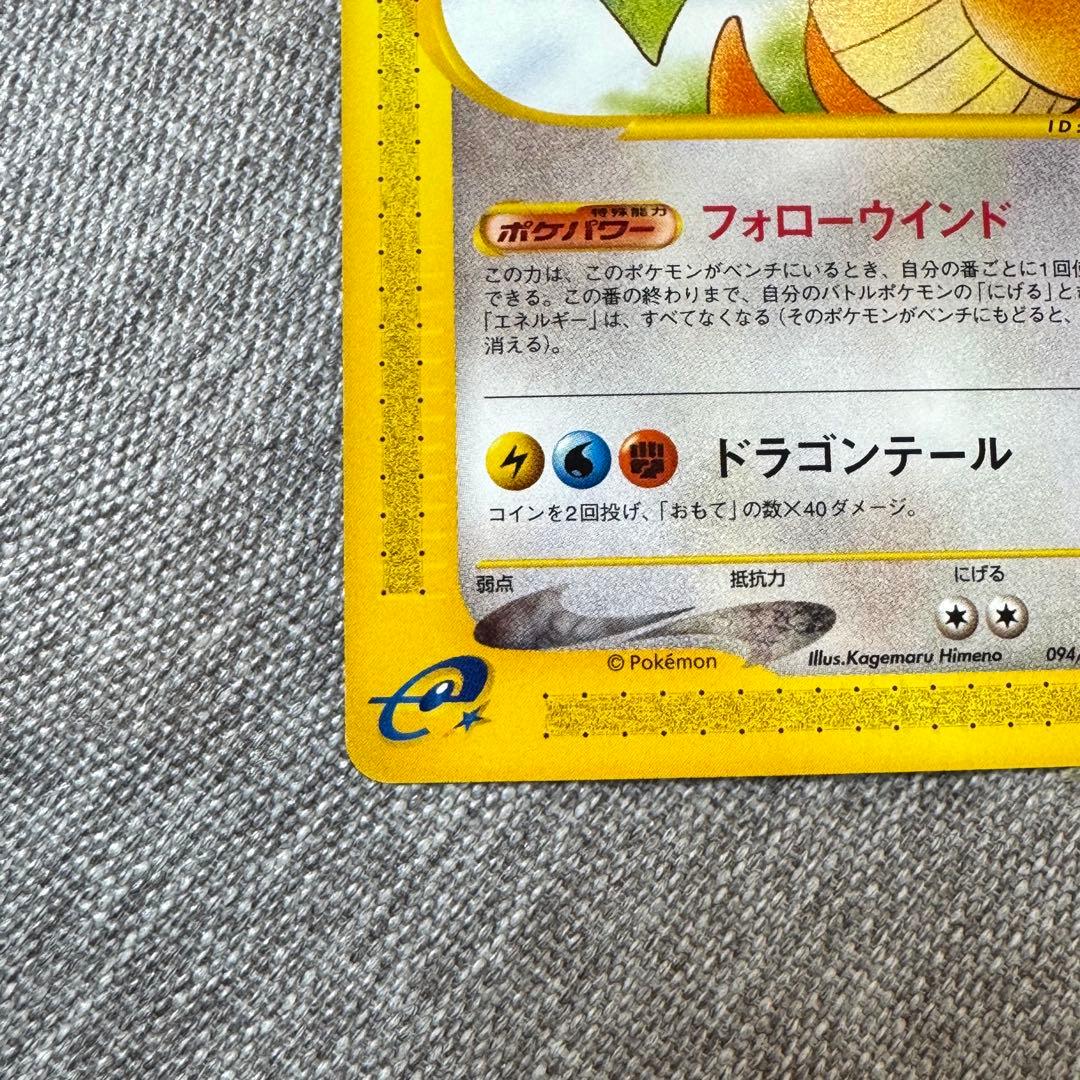 ID:
特殊能力
ポケパワー フォローウインド
この力は、このポケモンがベンチにいるとき、自分の番ごとに1回使
できる。この番の終わりまで、自分のバトルポケモンの「にげる」と
「エネルギー」は、すべてなくなる（そのポケモンがベンチにもどると、
消える）。
ドラゴンテール
コインを2回投げ、「おもて」の数×40ダメージ。
弱点 抵抗力 にげる
© Pokémon Illus.Kagemaru Himeno 094/
e